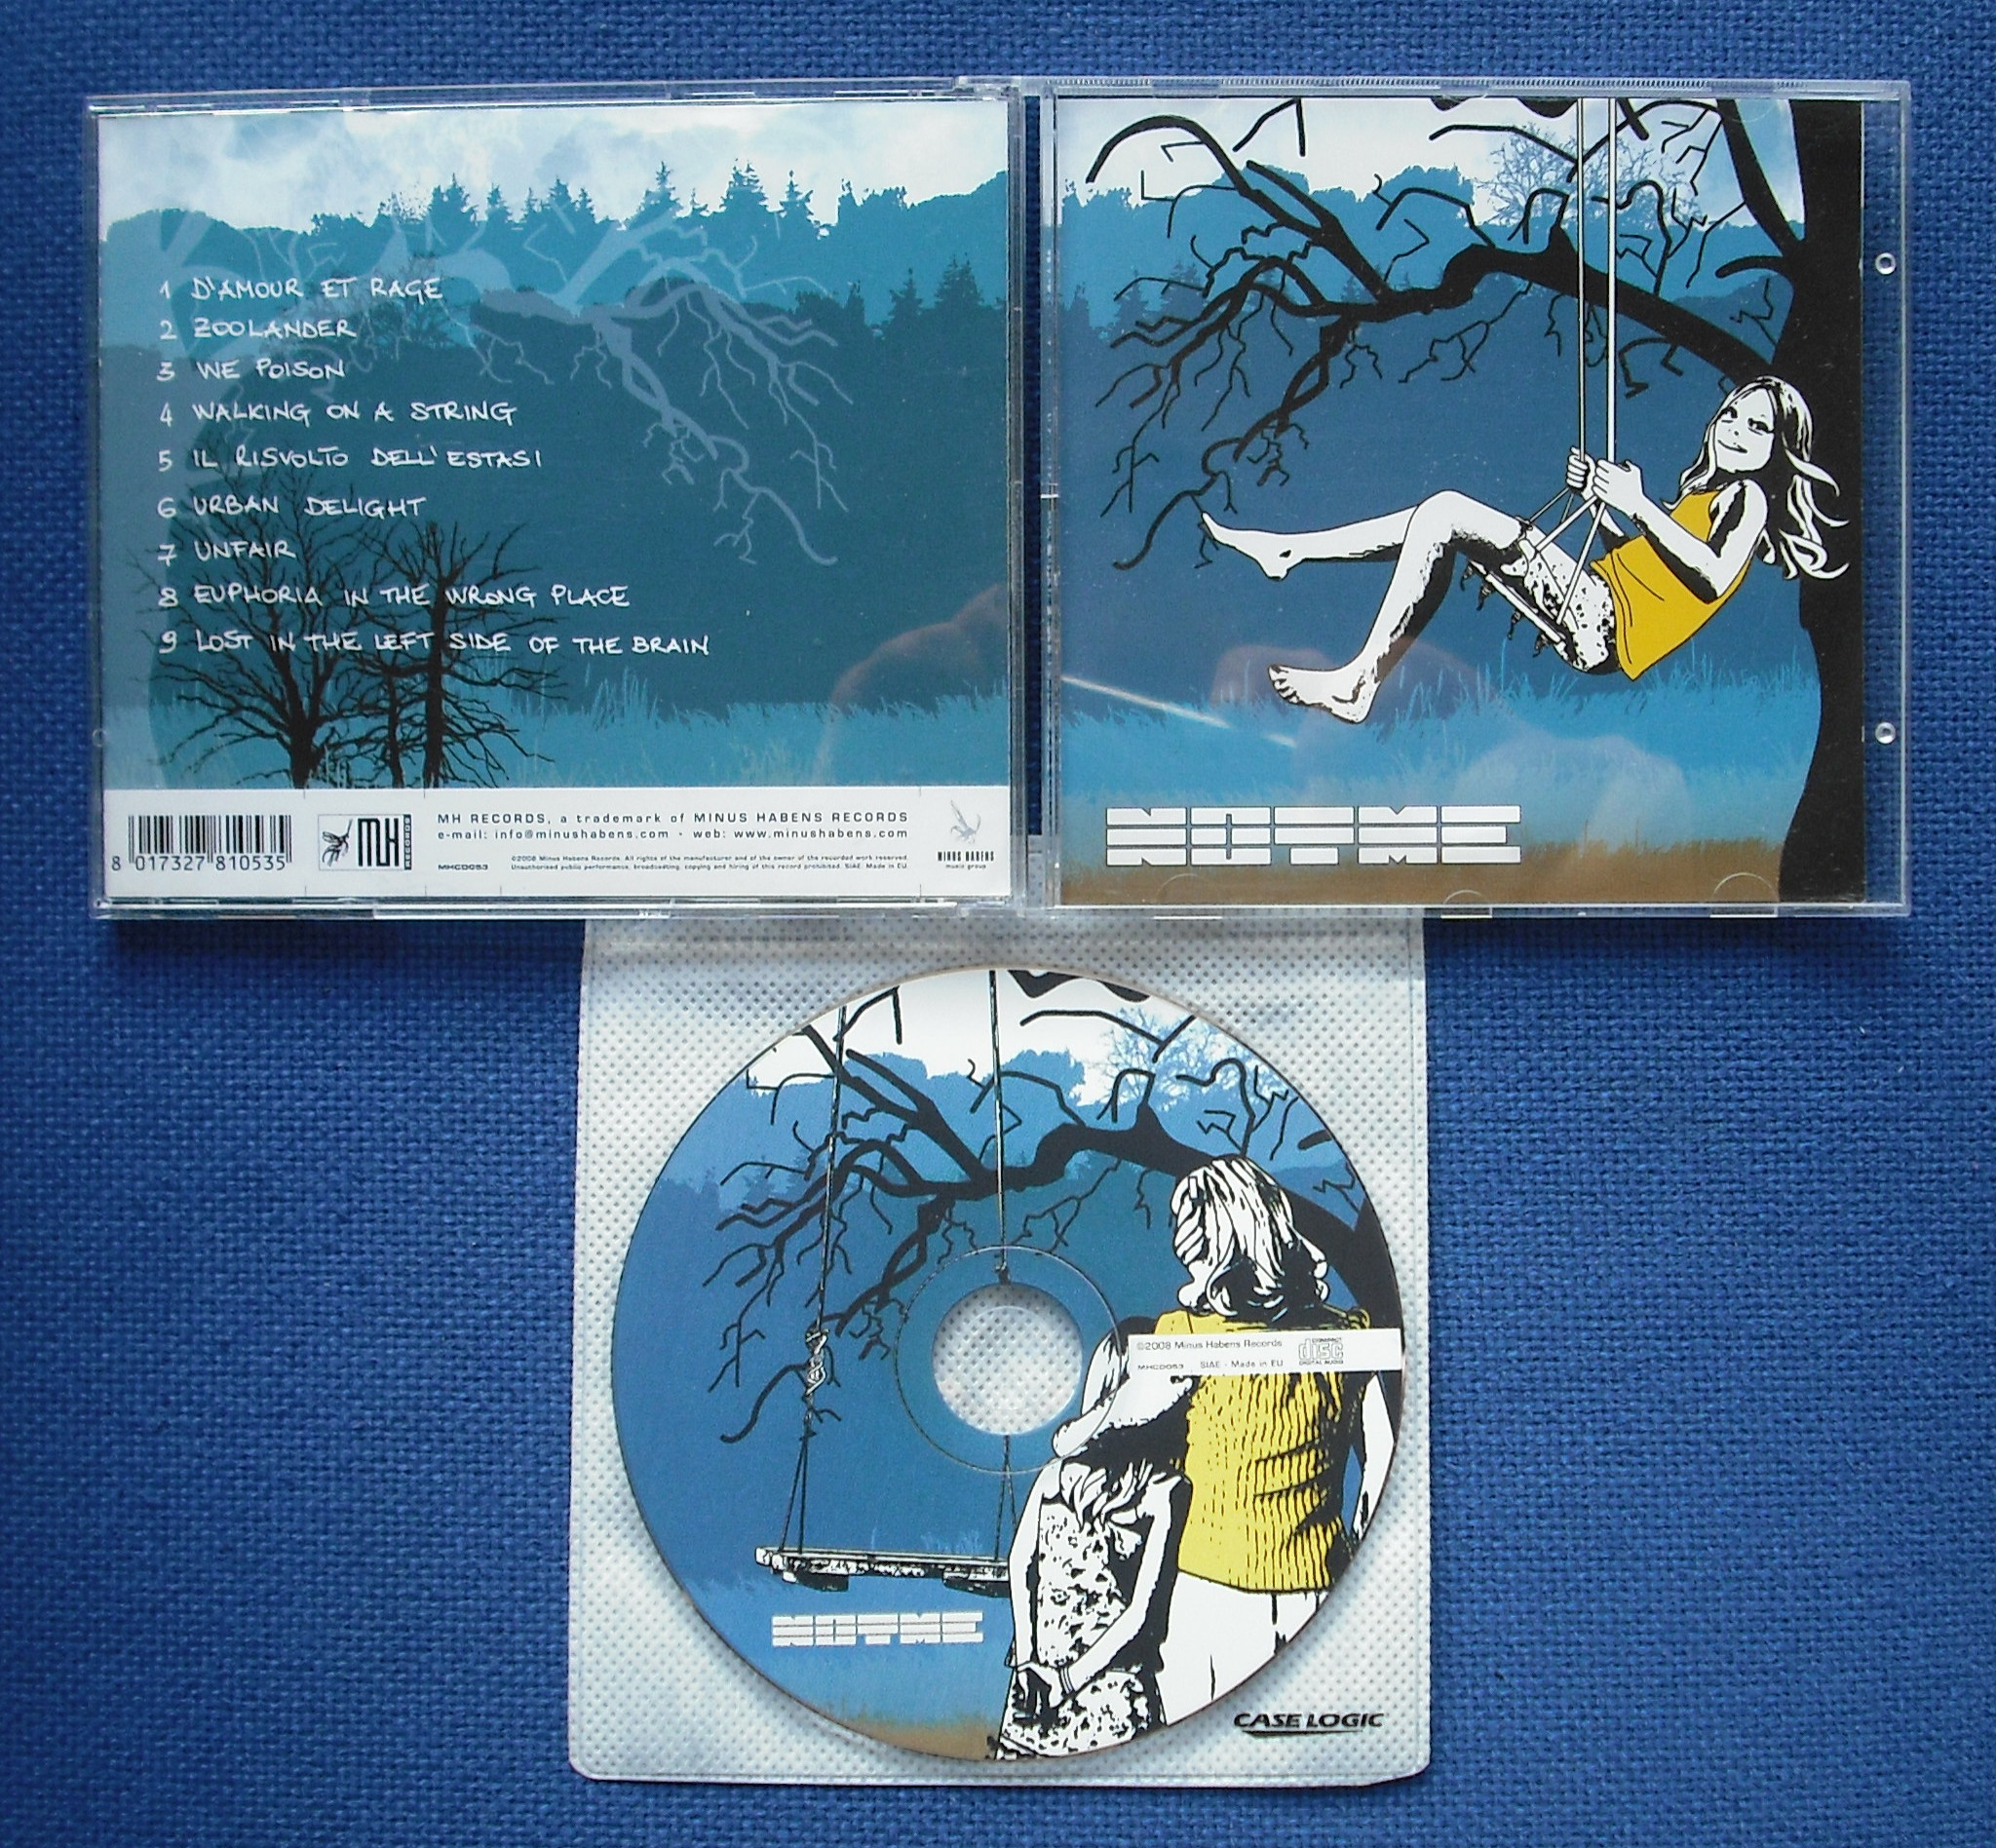 1 D'AMOUR ET RAGE
2 ZOOLANDER
3 WE POISON
4 WALKING ON A STRING
5 IL RISVOLTO DELL'ESTASI
6 URBAN DELIGHT
7 UNFAIR
8 EUPHORIA IN THE WRONG PLACE
9 LOST IN THE LEFT SIDE OF THE BRAIN
8 017327 810535
MH RECORDS
MH RECORDS, a trademark of MINUS HABENS RECORDS
e-mail: info@minushabens.com - web: www.minushabens.com
MHCD053
©2008 Minus Habens Records. All rights of the manufacturer and of the owner of the recorded work reserved.
Unauthorized public performance, broadcasting, copying and hiring of this record prohibited. SIAE. Made in EU.
MINUS HABENS
music group
NOTME
©2008 Minus Habens Records
MHCD053 SIAE - Made in EU
COMPACT
disc
DIGITAL AUDIO
NOTME
CASE LOGIC